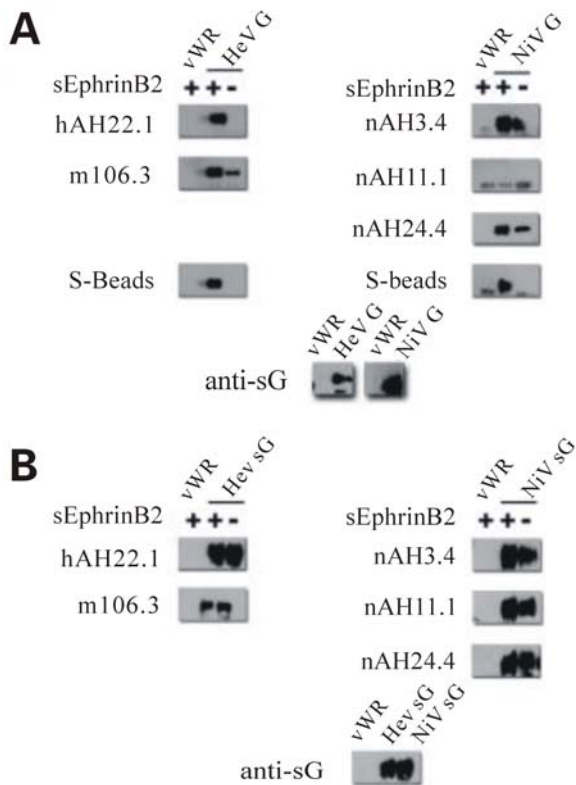 A
vWR HeV G
sEphrinB2 + + -
hAH22.1
m106.3
S-Beads
vWR NiV G
sEphrinB2 + + -
nAH3.4
nAH11.1
nAH24.4
S-beads
vWR HeV G vWR NiV G
anti-sG
B
vWR Hev sG
sEphrinB2 + + -
hAH22.1
m106.3
vWR NiV sG
sEphrinB2 + + -
nAH3.4
nAH11.1
nAH24.4
vWR Hev sG NiV sG
anti-sG